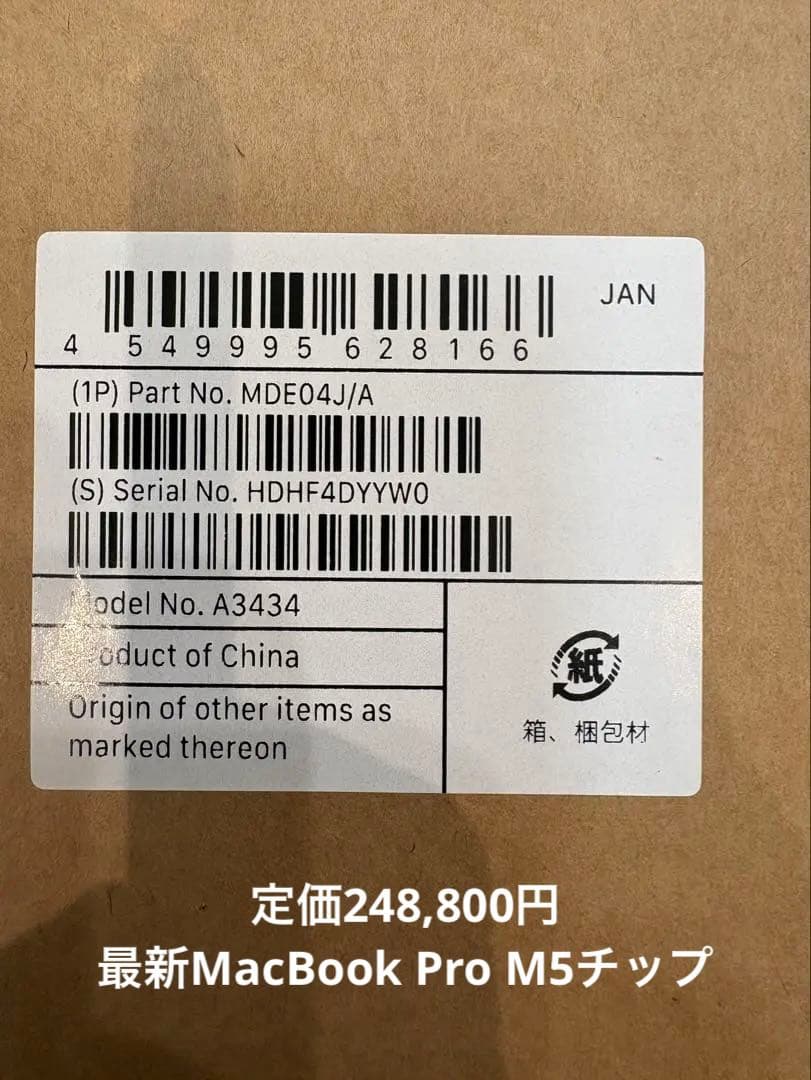 JAN
4 549995 628166
(1P) Part No. MDE04J/A
(S) Serial No. HDHF4DYYW0
Model No. A3434
Product of China
Origin of other items as
marked thereon
紙
箱、梱包材
定価248,800円
最新MacBook Pro M5チップ